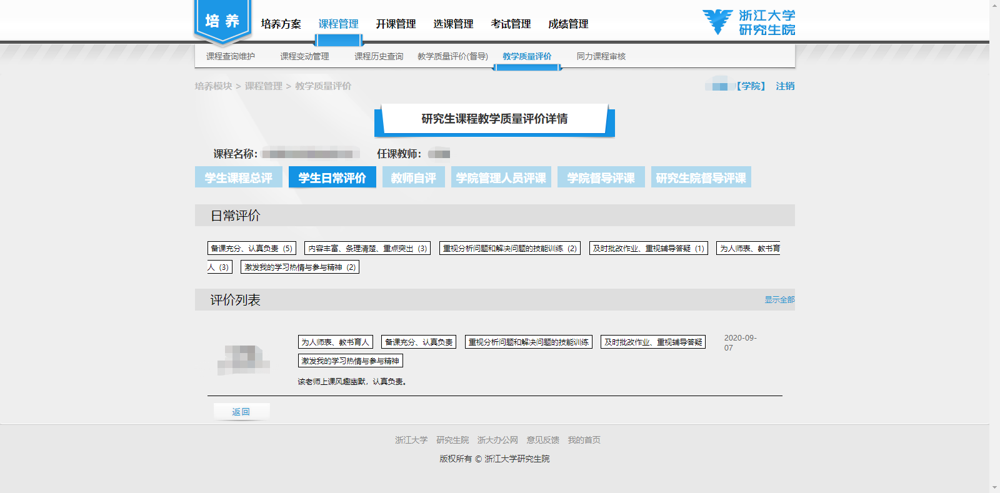 培 养
培养方案 课程管理 开课管理 选课管理 考试管理 成绩管理
浙江大学
研究生院
课程查询维护 课程变动管理 课程历史查询 教学质量评价(督导) 教学质量评价 同力课程审核
培养模块 > 课程管理 > 教学质量评价
【学院】 注销
研究生课程教学质量评价详情
课程名称: 任课教师:
学生课程总评 学生日常评价 教师自评 学院管理人员评课 学院督导评课 研究生院督导评课
日常评价
备课充分、认真负责 (5) 内容丰富、条理清楚、重点突出 (3) 重视分析问题和解决问题的技能训练 (2) 及时批改作业、重视辅导答疑 (1) 为人师表、教书育
人 (3) 激发我的学习热情与参与精神 (2)
评价列表 显示全部
为人师表、教书育人 备课充分、认真负责 重视分析问题和解决问题的技能训练 及时批改作业、重视辅导答疑 2020-09-
07
激发我的学习热情与参与精神
该老师上课风趣幽默，认真负责。
返回
浙江大学 研究生院 浙大办公网 意见反馈 我的首页
版权所有 © 浙江大学研究生院